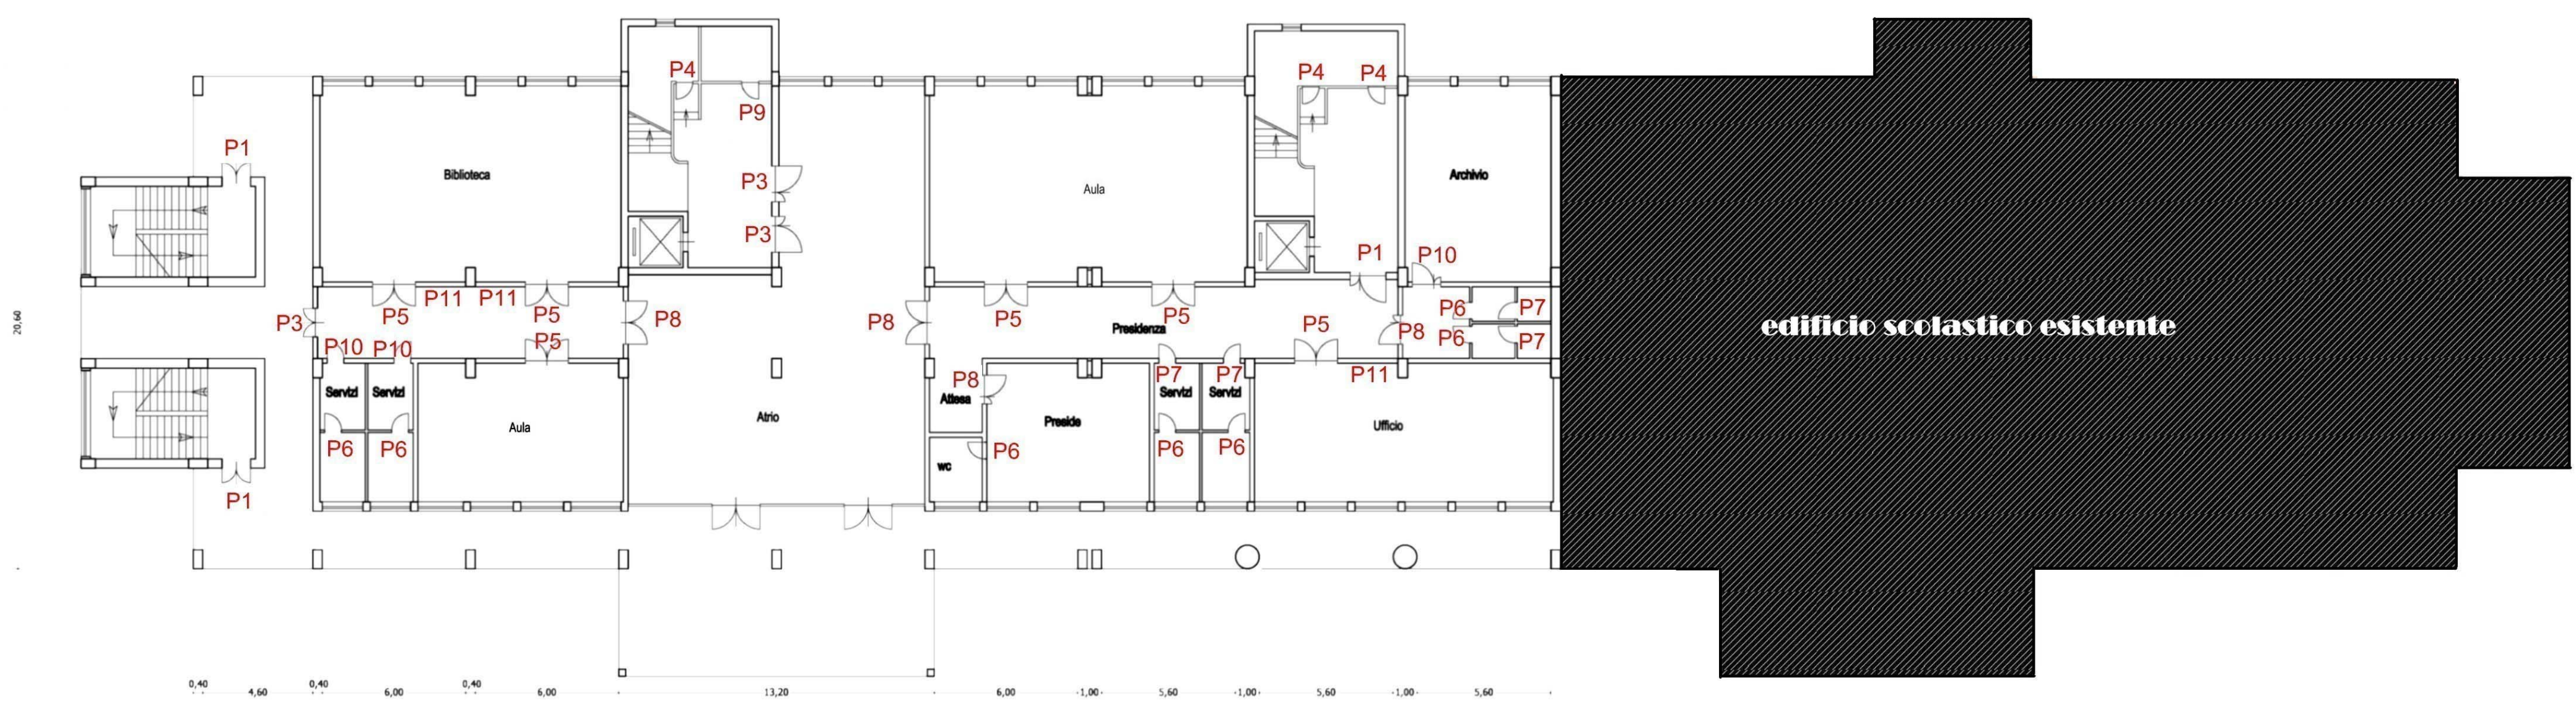 P4
P4
P4
P9
P1
Biblioteca
P3
Aula
Archivio
P3
P1
P10
20,60
P3
P5
P11
P11
P5
P8
P8
P5
Presidenza
P5
P5
P8
P6
P7
edificio scolastico esistente
P10
P10
P5
P6
P7
Servizi
Servizi
P8
Attesa
P7
P7
Servizi
Servizi
P11
Aula
Atrio
Preside
Ufficio
P6
P6
wc
P6
P6
P6
P1
0,40
4,60
0,40
6,00
0,40
6,00
13,20
6,00
1,00
5,60
1,00
5,60
1,00
5,60